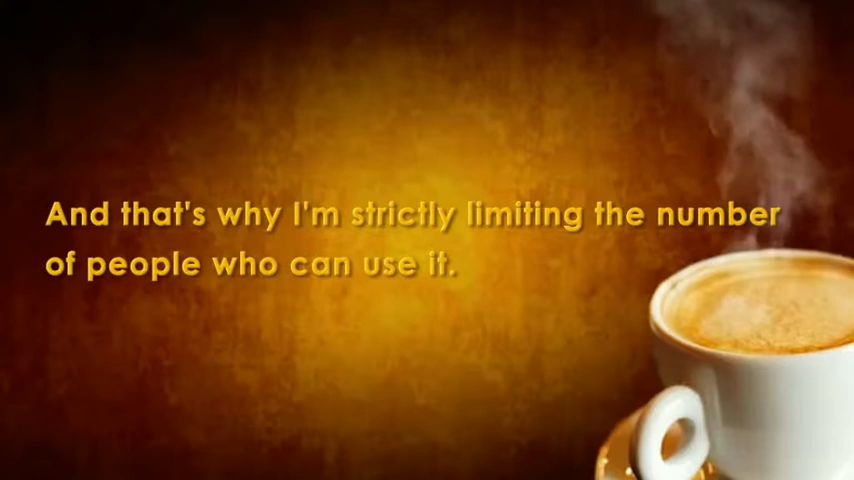 And that's why I'm strictly limiting the number
of people who can use it.